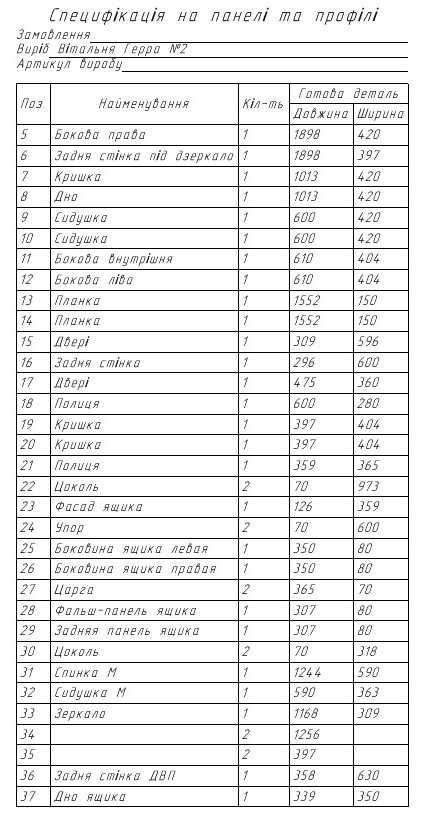 Специфікація на панелі та профілі
Замовлення
Виріб Вітальня Герра №2
Артикул виробу
Поз. Найменування Кіл-ть Готова деталь
Довжина Ширина
5 Бокова права 1 1898 420
6 Задня стінка під дзеркало 1 1898 397
7 Кришка 1 1013 420
8 Дно 1 1013 420
9 Сидушка 1 600 420
10 Сидушка 1 600 420
11 Бокова внутрішня 1 610 404
12 Бокова ліва 1 610 404
13 Планка 1 1552 150
14 Планка 1 1552 150
15 Двері 1 309 596
16 Задня стінка 1 296 600
17 Двері 1 475 360
18 Полиця 1 600 280
19 Кришка 1 397 404
20 Кришка 1 397 404
21 Полиця 1 359 365
22 Цоколь 2 70 973
23 Фасад ящика 1 126 359
24 Упор 2 70 600
25 Боковина ящика левая 1 350 80
26 Боковина ящика правая 1 350 80
27 Царга 2 365 70
28 Фальш-панель ящика 1 307 80
29 Задняя панель ящика 1 307 80
30 Цоколь 2 70 318
31 Спинка М 1 1244 590
32 Сидушка М 1 590 363
33 Зеркало 1 1168 309
34 2 1256
35 2 397
36 Задня стінка ДВП 1 358 630
37 Дно ящика 1 339 350